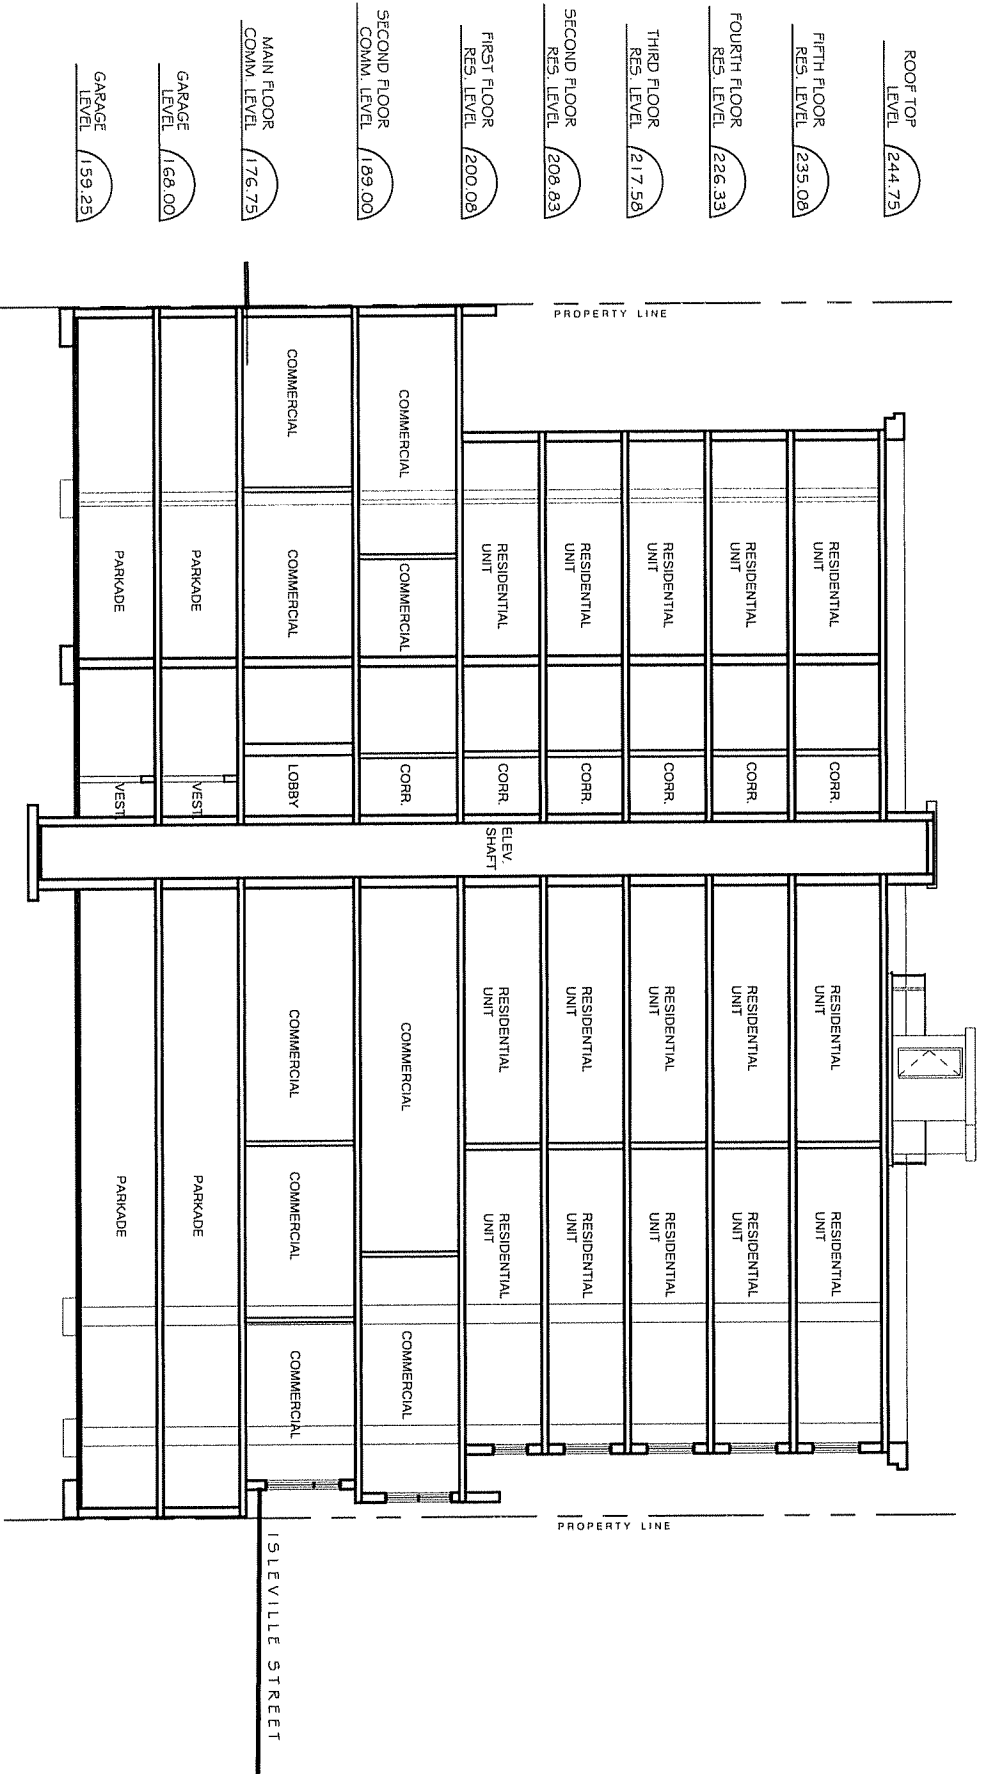 ROOF TOP
LEVEL
244.75
FIFTH FLOOR
RES. LEVEL
235.08
FOURTH FLOOR
RES. LEVEL
226.33
THIRD FLOOR
RES. LEVEL
217.58
SECOND FLOOR
RES. LEVEL
208.83
FIRST FLOOR
RES. LEVEL
200.08
SECOND FLOOR
COMM. LEVEL
189.00
MAIN FLOOR
COMM. LEVEL
176.75
GARAGE
LEVEL
168.00
GARAGE
LEVEL
159.25
PROPERTY LINE
RESIDENTIAL
UNIT
CORR.
RESIDENTIAL
UNIT
RESIDENTIAL
UNIT
RESIDENTIAL
UNIT
CORR.
RESIDENTIAL
UNIT
RESIDENTIAL
UNIT
RESIDENTIAL
UNIT
CORR.
RESIDENTIAL
UNIT
RESIDENTIAL
UNIT
RESIDENTIAL
UNIT
CORR.
RESIDENTIAL
UNIT
RESIDENTIAL
UNIT
RESIDENTIAL
UNIT
CORR.
ELEV.
SHAFT
RESIDENTIAL
UNIT
RESIDENTIAL
UNIT
COMMERCIAL
COMMERCIAL
CORR.
COMMERCIAL
COMMERCIAL
COMMERCIAL
COMMERCIAL
LOBBY
COMMERCIAL
COMMERCIAL
COMMERCIAL
PARKADE
VEST.
PARKADE
PARKADE
VEST.
PARKADE
PROPERTY LINE
ISLEVILLE STREET